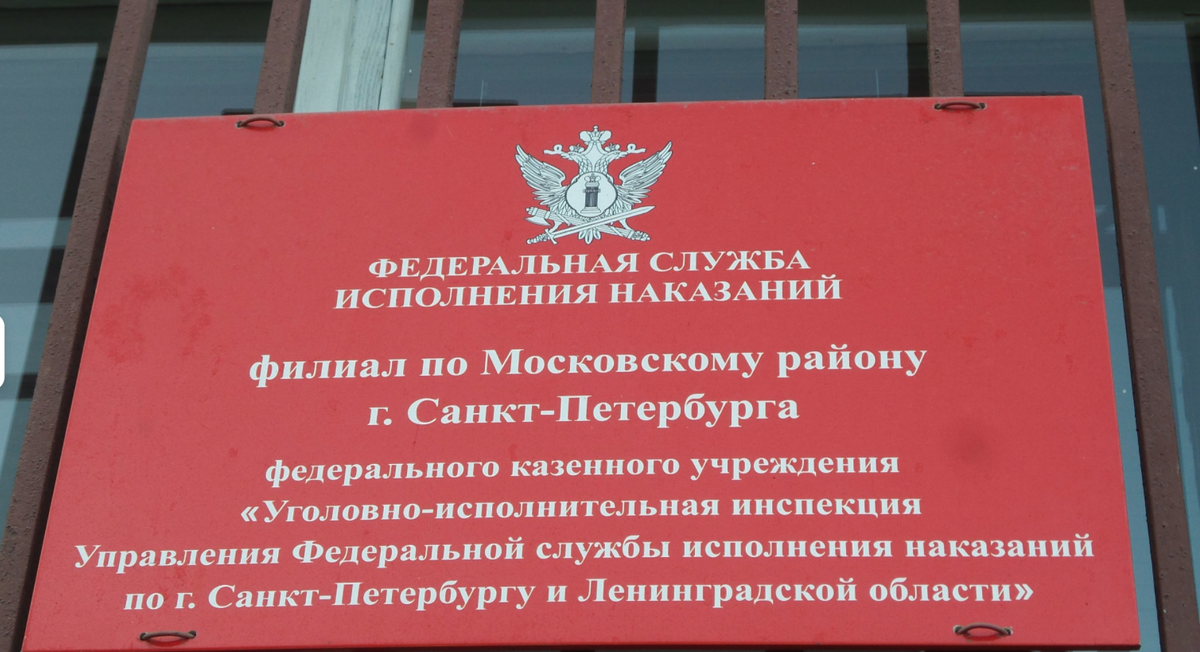 ФЕДЕРАЛЬНАЯ СЛУЖБА
ИСПОЛНЕНИЯ НАКАЗАНИЙ
филиал по Московскому району
г. Санкт-Петербурга
федерального казенного учреждения
«Уголовно-исполнительная инспекция
Управления Федеральной службы исполнения наказаний
по г. Санкт-Петербургу и Ленинградской области»